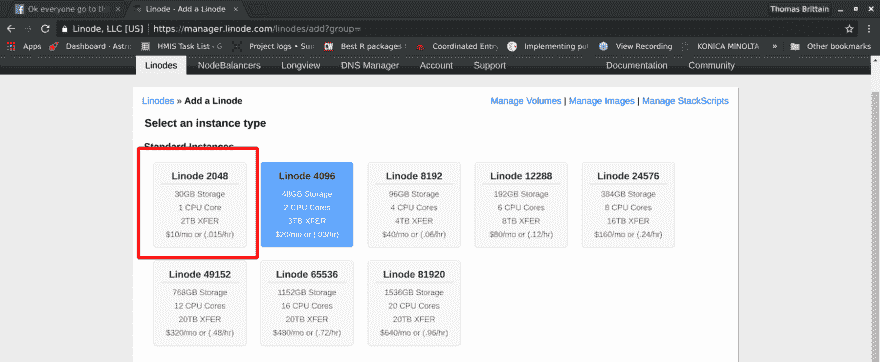 Ok everyone go to th
Linode - Add a Linode
Thomas Brittain
Linode, LLC [US]
https://manager.linode.com/linodes/add?group=
Apps
Dashboard · Astro
HMIS Task List - G
Project logs • Sum
Best R packages f
Coordinated Entry
Implementing pul
View Recording
KONICA MINOLTA
»
Other bookmarks
Linodes
NodeBalancers
Longview
DNS Manager
Account
Support
Documentation
Community
Linodes » Add a Linode
Manage Volumes | Manage Images | Manage StackScripts
Select an instance type
Standard Instances
Linode 2048
30GB Storage
1 CPU Core
2TB XFER
$10/mo or (.015/hr)
Linode 4096
48GB Storage
2 CPU Cores
3TB XFER
$20/mo or (.03/hr)
Linode 8192
96GB Storage
4 CPU Cores
4TB XFER
$40/mo or (.06/hr)
Linode 12288
192GB Storage
6 CPU Cores
8TB XFER
$80/mo or (.12/hr)
Linode 24576
384GB Storage
8 CPU Cores
16TB XFER
$160/mo or (.24/hr)
Linode 49152
768GB Storage
12 CPU Cores
20TB XFER
$320/mo or (.48/hr)
Linode 65536
1152GB Storage
16 CPU Cores
20TB XFER
$480/mo or (.72/hr)
Linode 81920
1536GB Storage
20 CPU Cores
20TB XFER
$640/mo or (.96/hr)